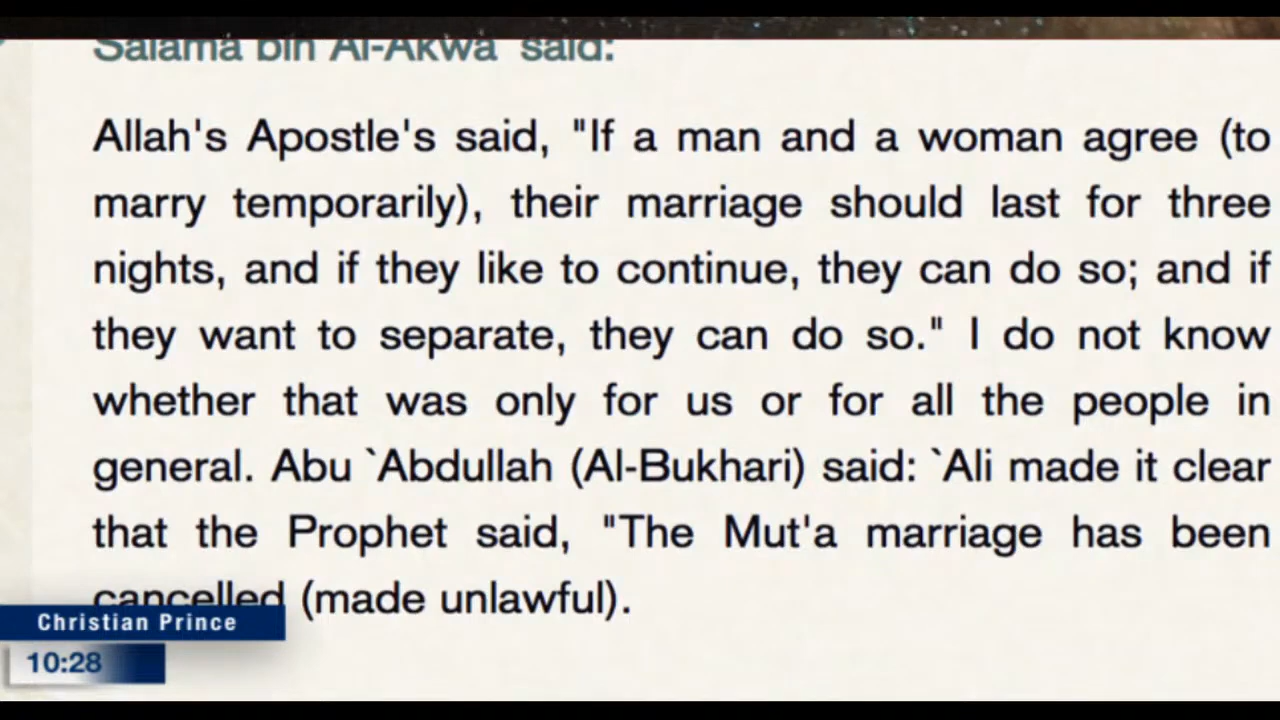 Salama bin Al-Akwa` said:
Allah's Apostle's said, "If a man and a woman agree (to
marry temporarily), their marriage should last for three
nights, and if they like to continue, they can do so; and if
they want to separate, they can do so." I do not know
whether that was only for us or for all the people in
general. Abu `Abdullah (Al-Bukhari) said: `Ali made it clear
that the Prophet said, "The Mut'a marriage has been
cancelled (made unlawful).
Christian Prince
10:28